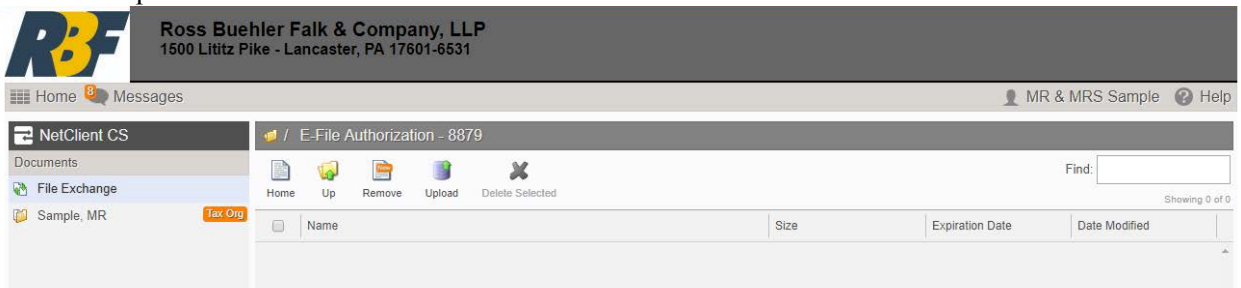 RBF
Ross Buehler Falk & Company, LLP
1500 Lititz Pike - Lancaster, PA 17601-6531
Home 8 Messages
MR & MRS Sample Help
NetClient CS
/ E-File Authorization - 8879
Documents
File Exchange
Sample, MR Tax Org
Home Up Remove Upload Delete Selected
Find:
Showing 0 of 0
Name Size Expiration Date Date Modified